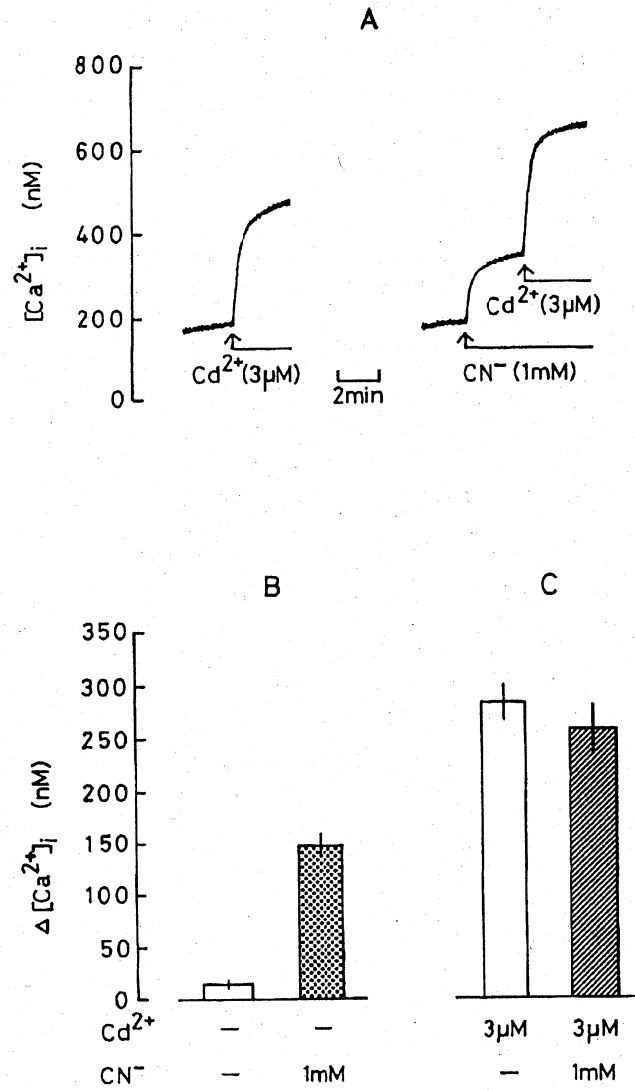 A
800
600
400
200
0
[Ca²⁺]ᵢ (nM)
Cd²⁺(3µM)
2min
Cd²⁺(3µM)
CN⁻ (1mM)
B
C
350
300
250
200
150
100
50
0
Δ [Ca²⁺]ᵢ (nM)
Cd²⁺ – – 3µM 3µM
CN⁻ – 1mM – 1mM